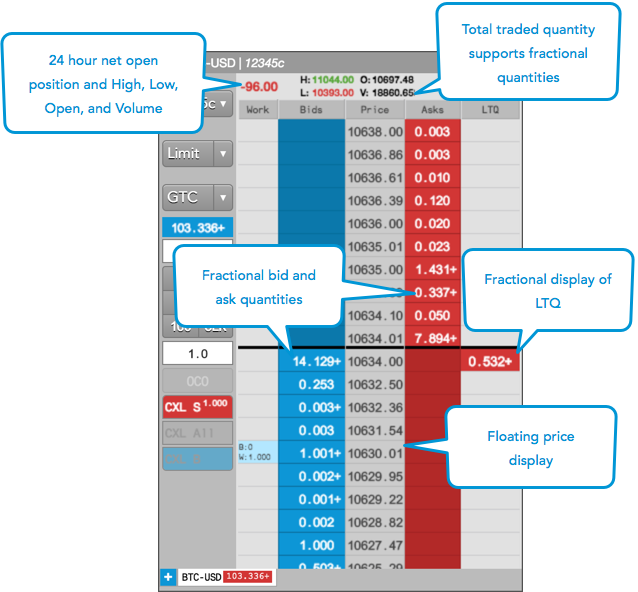 24 hour net open
position and High, Low,
Open, and Volume
Total traded quantity
supports fractional
quantities
-USD | 12345c
-96.00
H:11044.00 O:10697.48
L: 10393.00 V: 18860.65
5c
Work Bids Price Asks LTQ
10638.00 0.003
10636.86 0.003
Limit
10636.61 0.010
GTC
10636.39 0.120
103.336+
10636.00 0.020
10635.01 0.023
10635.00 1.431+
Fractional bid and
ask quantities
0.337+
Fractional display of
LTQ
10634.10 0.050
100 CLR
10634.01 7.894+
1.0
14.129+ 10634.00 0.532+
OCO
0.253 10632.50
CXL S 1.000
0.003+ 10632.36
CXL All
0.003 10631.54
Floating price
display
B:0
W:1.000
1.001+ 10630.01
0.002+ 10629.95
0.001+ 10629.22
0.002 10628.82
1.000 10627.47
0.503+ 10625.29
+ BTC-USD 103.336+